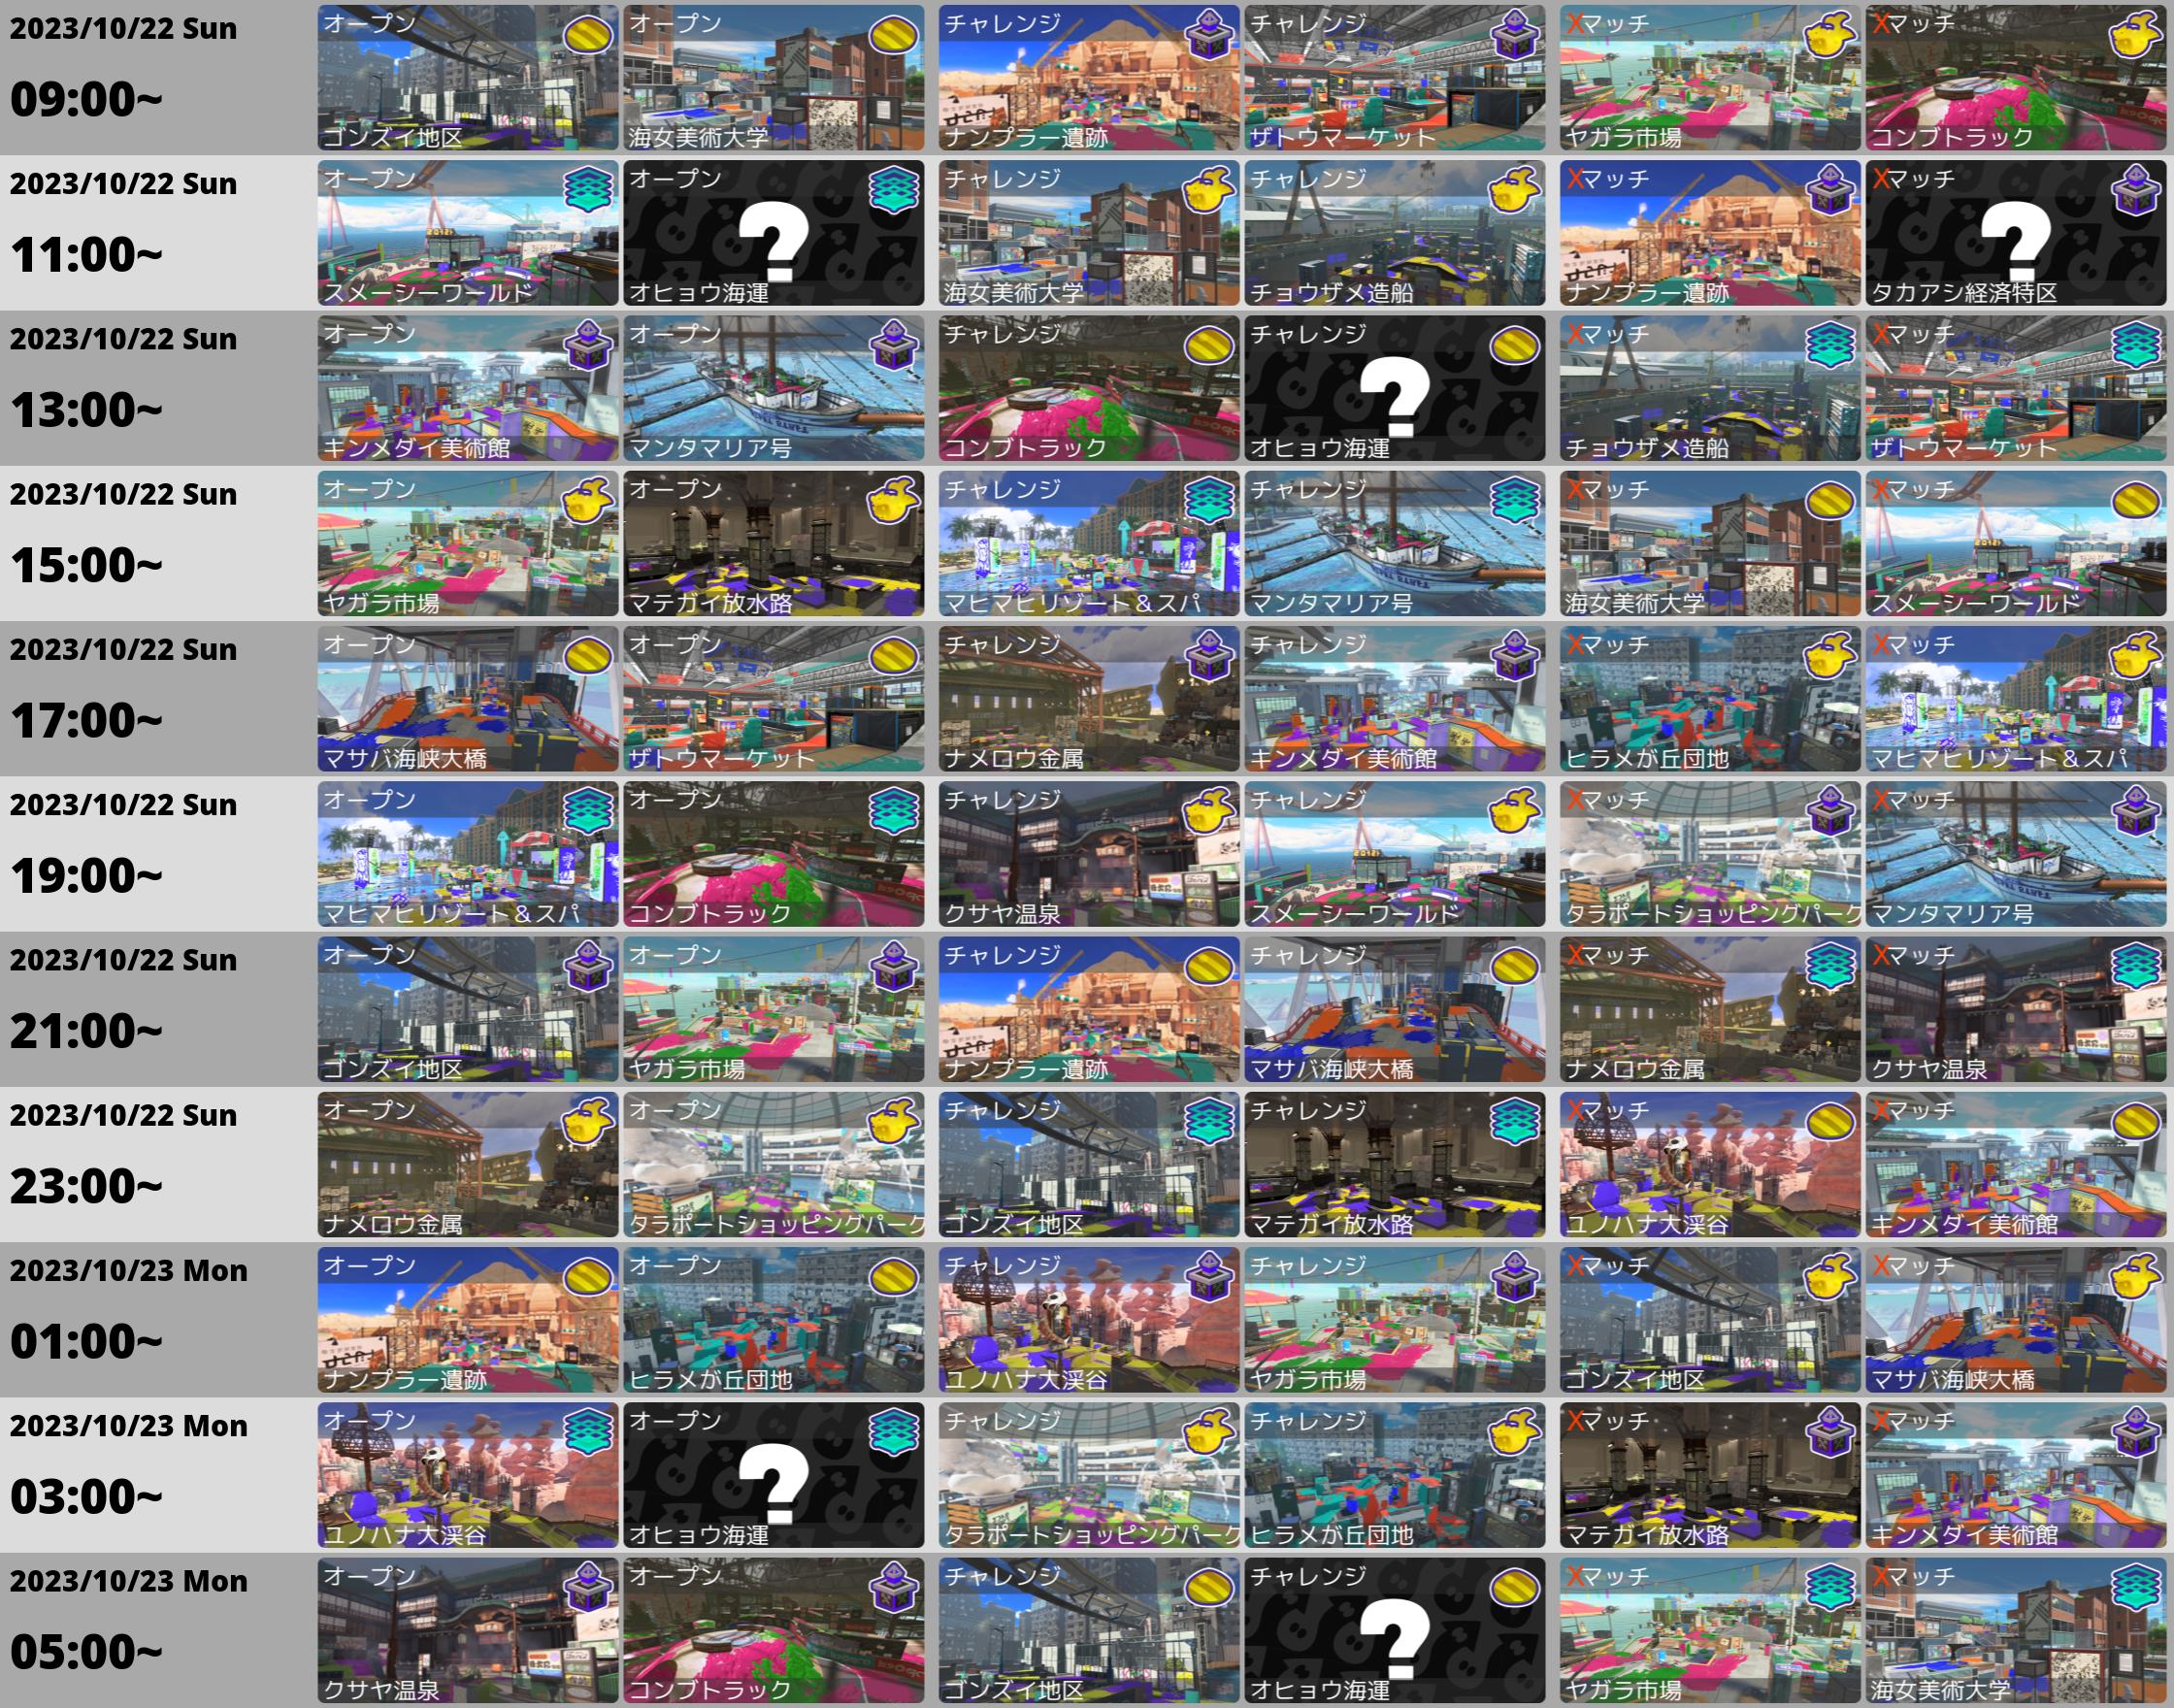 2023/10/22 Sun
09:00~
オープン オープン チャレンジ チャレンジ Xマッチ Xマッチ
ゴンズイ地区 海女美術大学 ナンプラー遺跡 ザトウマーケット ヤガラ市場 コンブトラック
2023/10/22 Sun
11:00~
オープン オープン チャレンジ チャレンジ Xマッチ Xマッチ
?
?
スメーシーワールド オヒョウ海運 海女美術大学 チョウザメ造船 ナンプラー遺跡 タカアシ経済特区
2023/10/22 Sun
13:00~
オープン オープン チャレンジ チャレンジ Xマッチ Xマッチ
?
キンメダイ美術館 マンタマリア号 コンブトラック オヒョウ海運 チョウザメ造船 ザトウマーケット
2023/10/22 Sun
15:00~
オープン オープン チャレンジ チャレンジ Xマッチ Xマッチ
ヤガラ市場 マテガイ放水路 マヒマヒリゾート&スパ マンタマリア号 海女美術大学 スメーシーワールド
2023/10/22 Sun
17:00~
オープン オープン チャレンジ チャレンジ Xマッチ Xマッチ
マサバ海峡大橋 ザトウマーケット ナメロウ金属 キンメダイ美術館 ヒラメが丘団地 マヒマヒリゾート&スパ
2023/10/22 Sun
19:00~
オープン オープン チャレンジ チャレンジ Xマッチ Xマッチ
マヒマヒリゾート&スパ コンブトラック クサヤ温泉 スメーシーワールド タラポートショッピングパーク マンタマリア号
2023/10/22 Sun
21:00~
オープン オープン チャレンジ チャレンジ Xマッチ Xマッチ
ゴンズイ地区 ヤガラ市場 ナンプラー遺跡 マサバ海峡大橋 ナメロウ金属 クサヤ温泉
2023/10/22 Sun
23:00~
オープン オープン チャレンジ チャレンジ Xマッチ Xマッチ
ナメロウ金属 タラポートショッピングパーク ゴンズイ地区 マテガイ放水路 ユノハナ大渓谷 キンメダイ美術館
2023/10/23 Mon
01:00~
オープン オープン チャレンジ チャレンジ Xマッチ Xマッチ
ナンプラー遺跡 ヒラメが丘団地 ユノハナ大渓谷 ヤガラ市場 ゴンズイ地区 マサバ海峡大橋
2023/10/23 Mon
03:00~
オープン オープン チャレンジ チャレンジ Xマッチ Xマッチ
?
ユノハナ大渓谷 オヒョウ海運 タラポートショッピングパーク ヒラメが丘団地 マテガイ放水路 キンメダイ美術館
2023/10/23 Mon
05:00~
オープン オープン チャレンジ チャレンジ Xマッチ Xマッチ
?
クサヤ温泉 コンブトラック ゴンズイ地区 オヒョウ海運 ヤガラ市場 海女美術大学